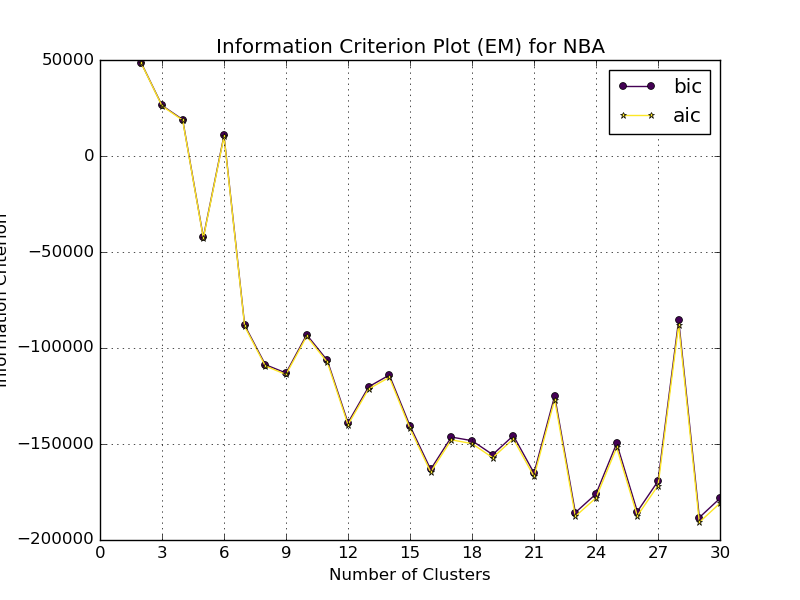 Information Criterion Plot (EM) for NBA
bic
aic
50000
0
−50000
−100000
−150000
−200000
Information Criterion
0 3 6 9 12 15 18 21 24 27 30
Number of Clusters